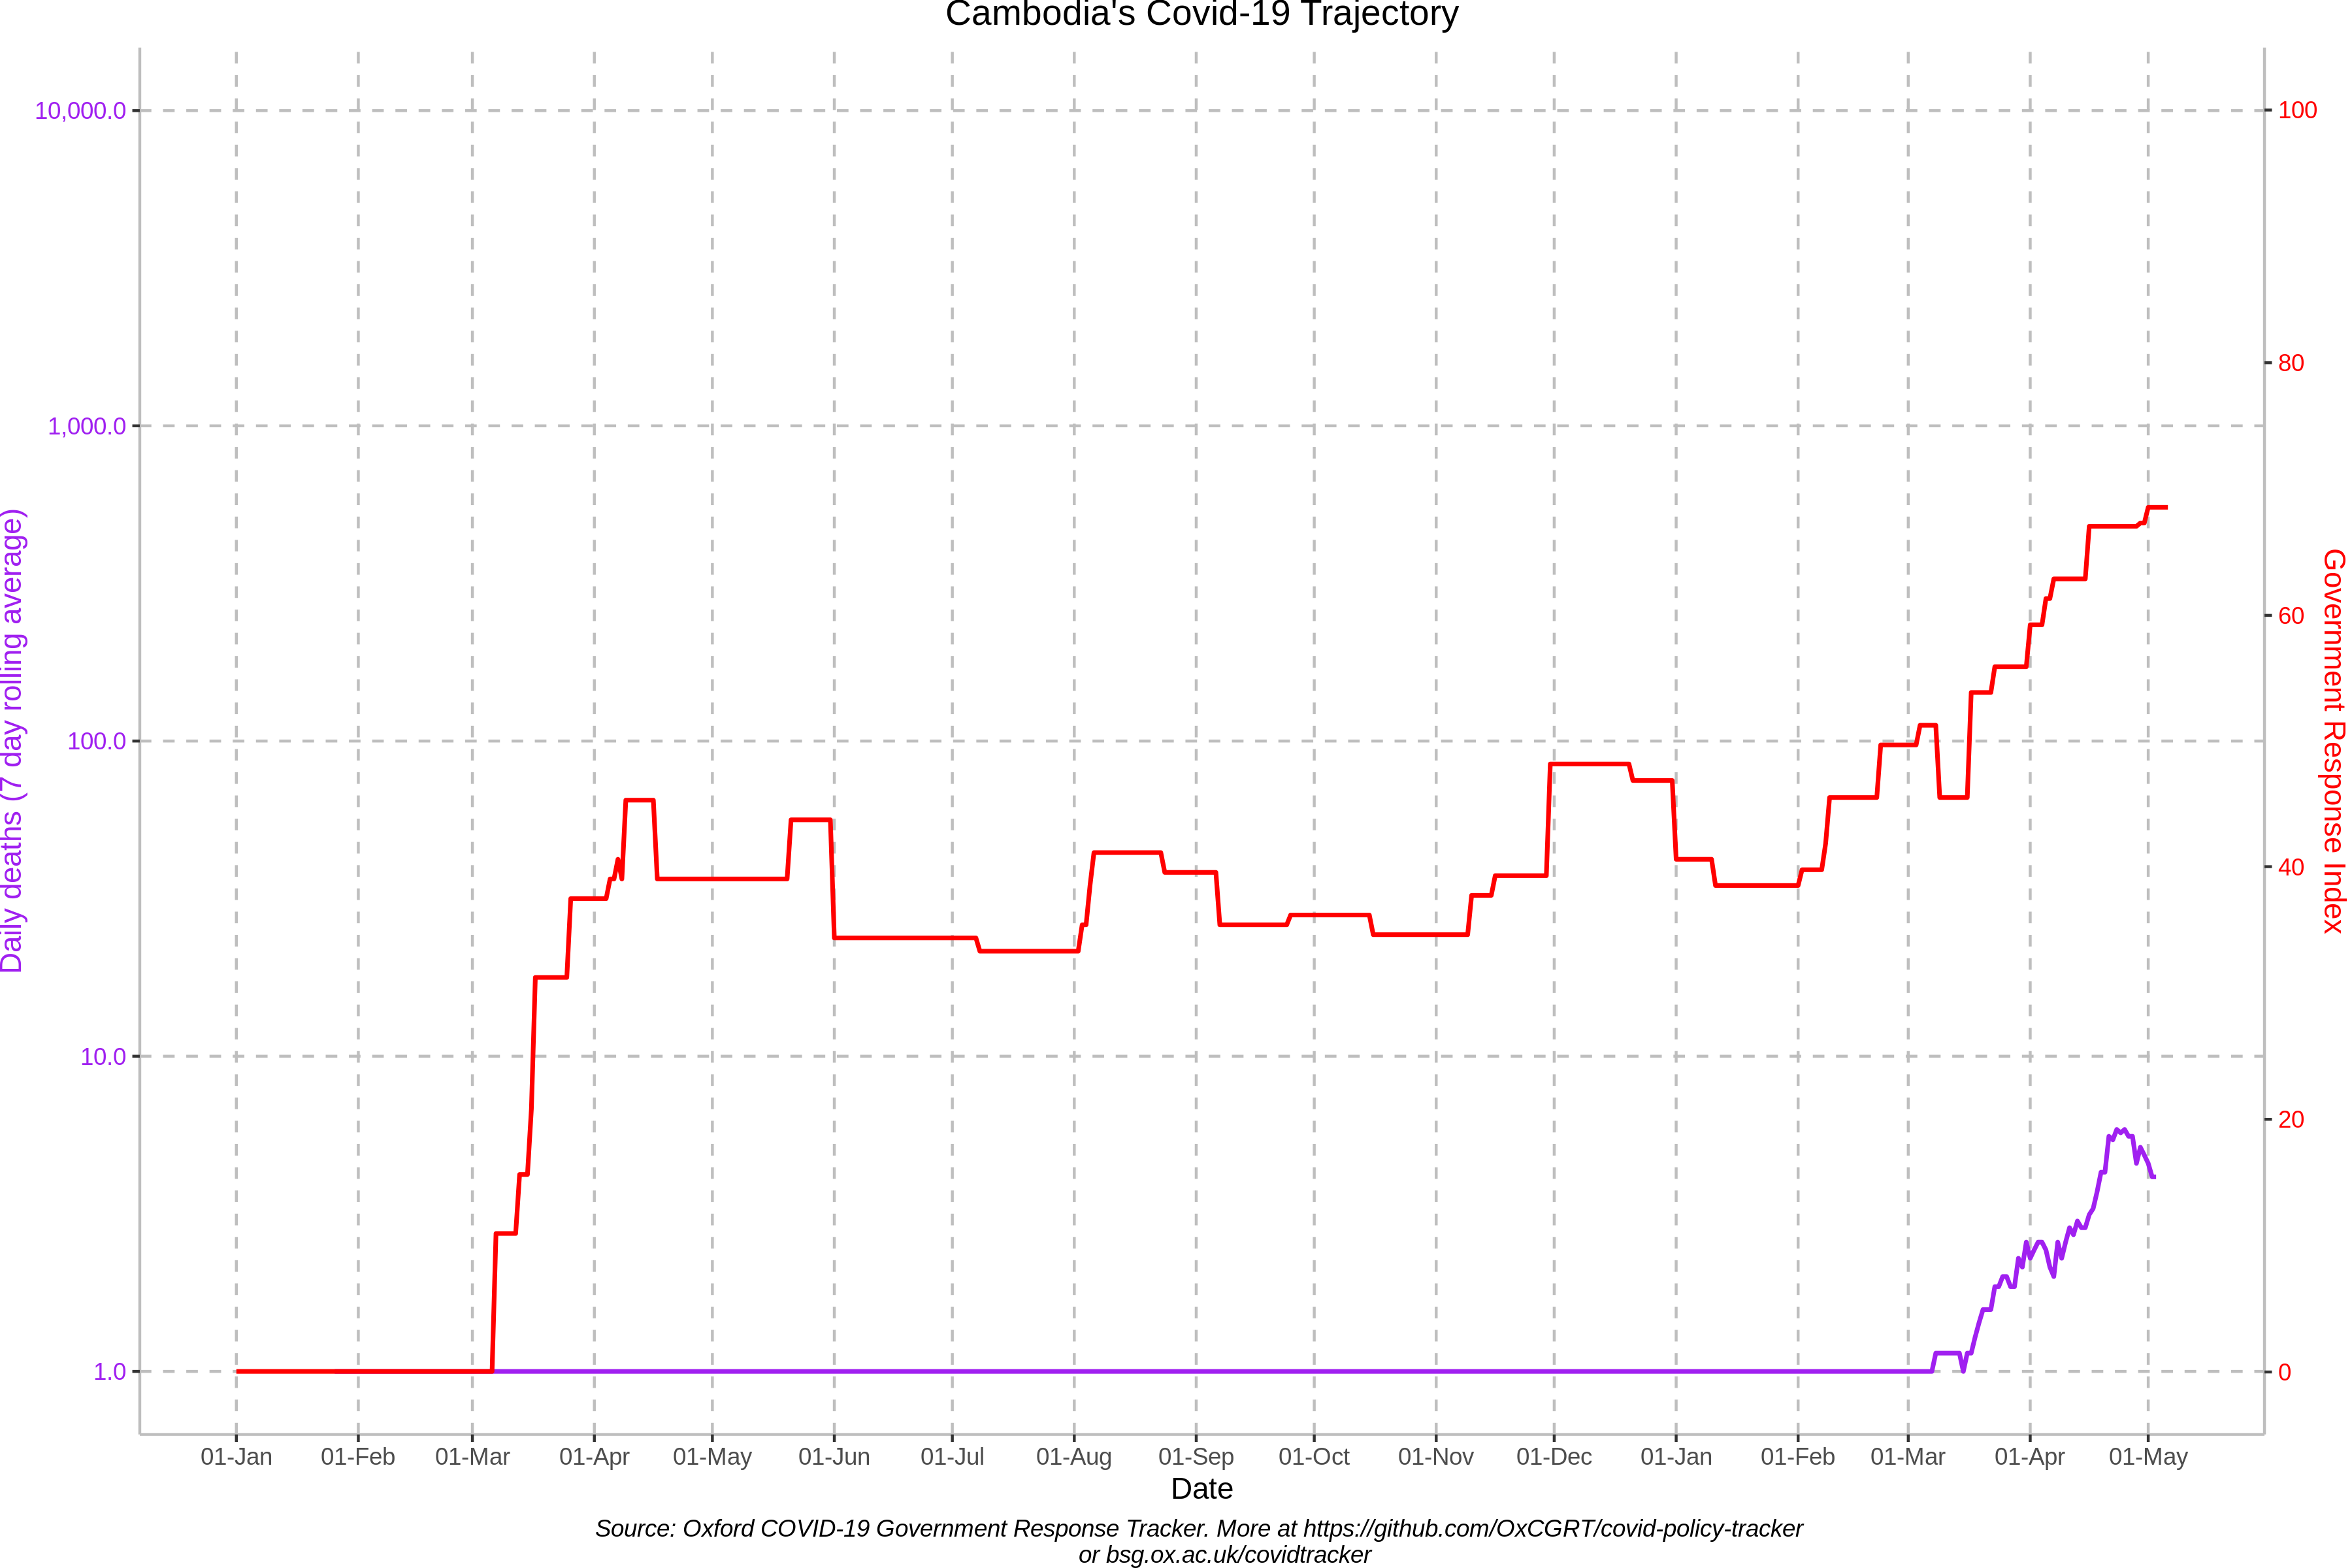 Cambodia's Covid-19 Trajectory
10,000.0
1,000.0
100.0
10.0
1.0
Daily deaths (7 day rolling average)
100
80
60
40
20
0
Government Response Index
01-Jan 01-Feb 01-Mar 01-Apr 01-May 01-Jun 01-Jul 01-Aug 01-Sep 01-Oct 01-Nov 01-Dec 01-Jan 01-Feb 01-Mar 01-Apr 01-May
Date
Source: Oxford COVID-19 Government Response Tracker. More at https://github.com/OxCGRT/covid-policy-tracker
or bsg.ox.ac.uk/covidtracker